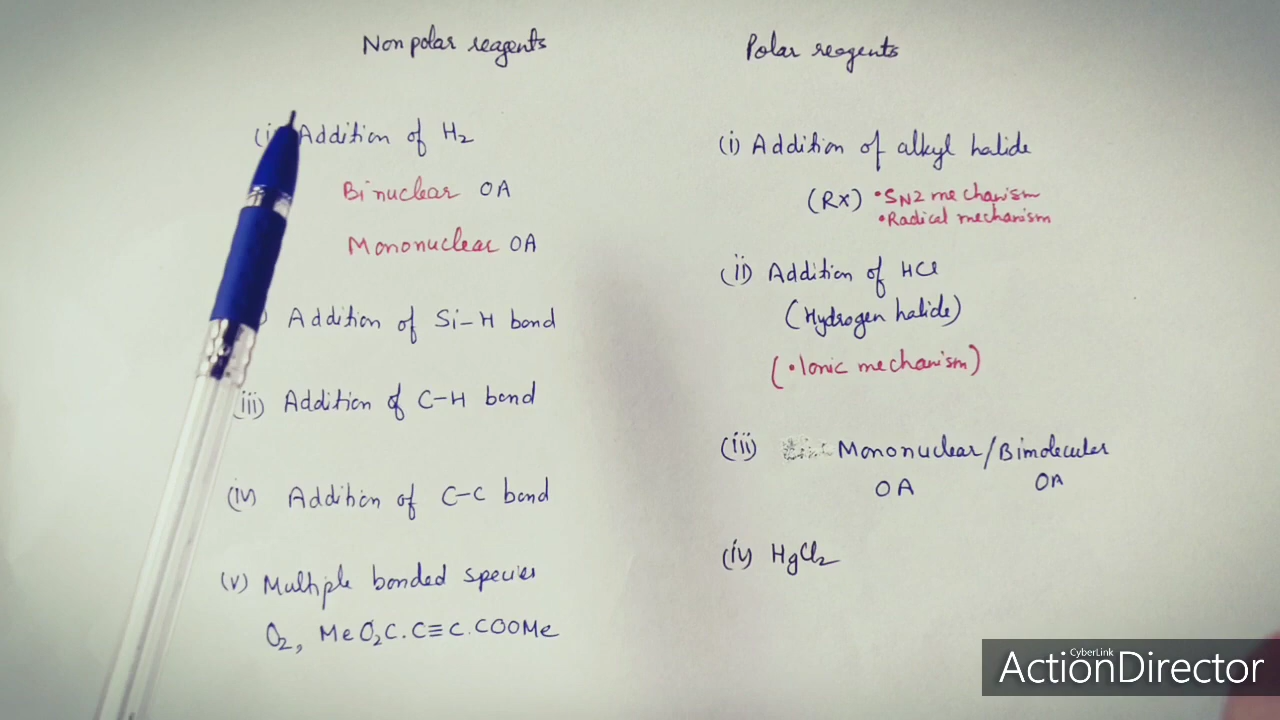 Nonpolar reagents
(i) Addition of H2
Binuclear OA
Mononuclear OA
) Addition of Si-H bond
(iii) Addition of C-H bond
(iv) Addition of C-C bond
(v) Multiple bonded species
O2, MeO2C.C≡C.COOMe
Polar reagents
(i) Addition of alkyl halide
(RX) •SN2 mechanism
•Radical mechanism
(ii) Addition of HCl
(Hydrogen halide)
(•Ionic mechanism)
(iii) Mononuclear/Bimolecular
OA OA
(iv) HgCl2
CyberLink
ActionDirector